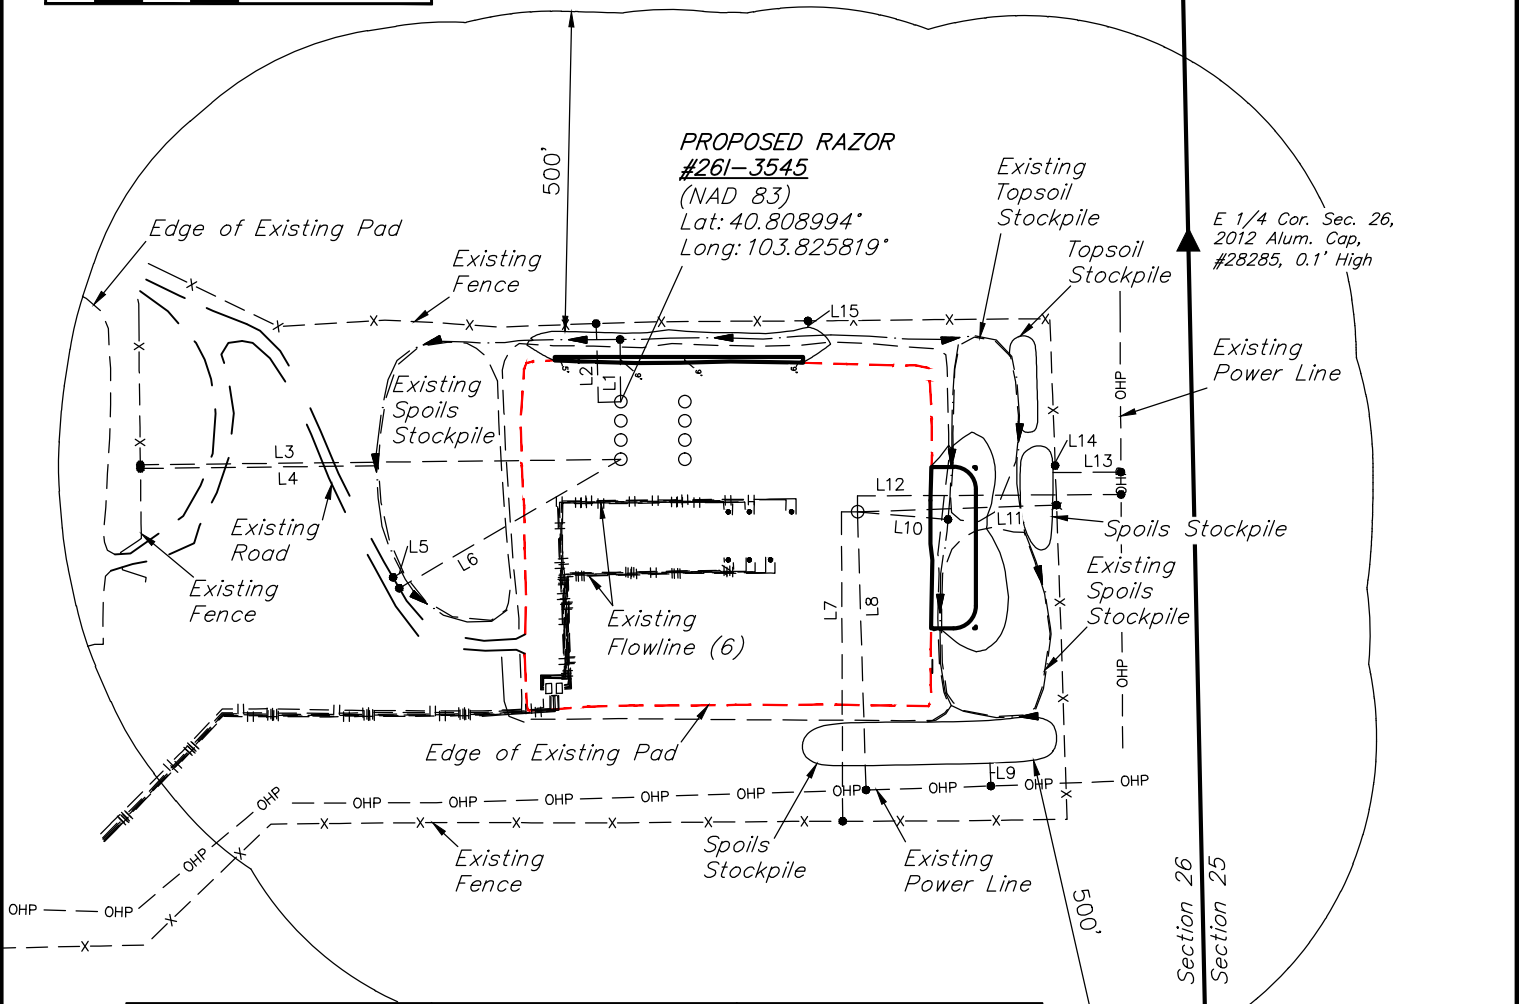 500'
PROPOSED RAZOR
#26I-3545
(NAD 83)
Lat: 40.808994°
Long: 103.825819°
Existing
Topsoil
Stockpile
Edge of Existing Pad
Existing
Fence
Topsoil
Stockpile
E 1/4 Cor. Sec. 26,
2012 Alum. Cap,
#28285, 0.1' High
L15
Existing
Power Line
L2
L1
Existing
Spoils
Stockpile
OHP
L3
L4
L14
L13
OHP
L12
L10
L11
Existing
Road
Spoils Stockpile
L5
L6
Existing
Fence
Existing
Spoils
Stockpile
L7
L8
Existing
Flowline (6)
OHP
Edge of Existing Pad
L9
OHP
OHP
OHP
OHP
OHP
OHP
OHP
OHP
OHP
OHP
OHP
Existing
Fence
Spoils
Stockpile
Existing
Power Line
OHP
OHP
500'
Section 26
Section 25